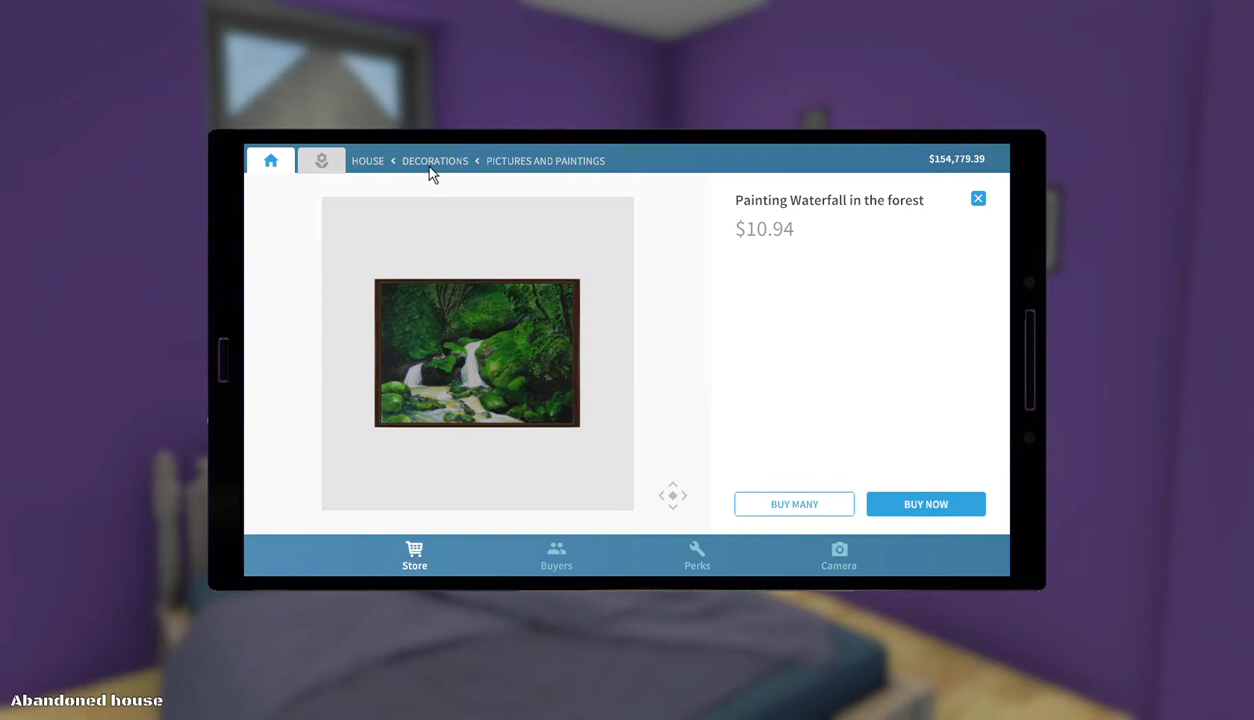 HOUSE < DECORATIONS < PICTURES AND PAINTINGS
$154,779.39
Painting Waterfall in the forest
$10.94
BUY MANY
BUY NOW
Store
Buyers
Perks
Camera
Abandoned house